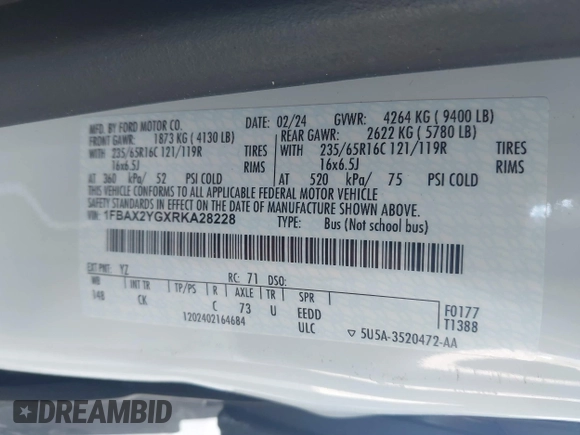 MFD. BY FORD MOTOR CO. 02/24 GVWR: 4264 KG ( 9400 LB)
FRONT GAWR: 1873 KG ( 4130 LB) REAR GAWR: 2622 KG ( 5780 LB)
WITH 235/65R16C 121/119R TIRES WITH 235/65R16C 121/119R TIRES
16x6.5J RIMS 16x6.5J RIMS
AT 360 kPa/ 52 PSI COLD AT 520 kPa/ 75 PSI COLD
THIS VEHICLE CONFORMS TO ALL APPLICABLE FEDERAL MOTOR VEHICLE
SAFETY STANDARDS IN EFFECT ON THE DATE OF MANUFACTURE SHOWN ABOVE.
VIN: 1FBAX2YGXRKA28228 TYPE: Bus (Not school bus)
EXT PNT: YZ RC: 71 DSO:
WB INT TR TP/PS R AXLE TR SPR
148 CK C 73 U EEDD F0177
1202402164684 ULC T1388
▽ 5U5A-3520472-AA
DREAMBID